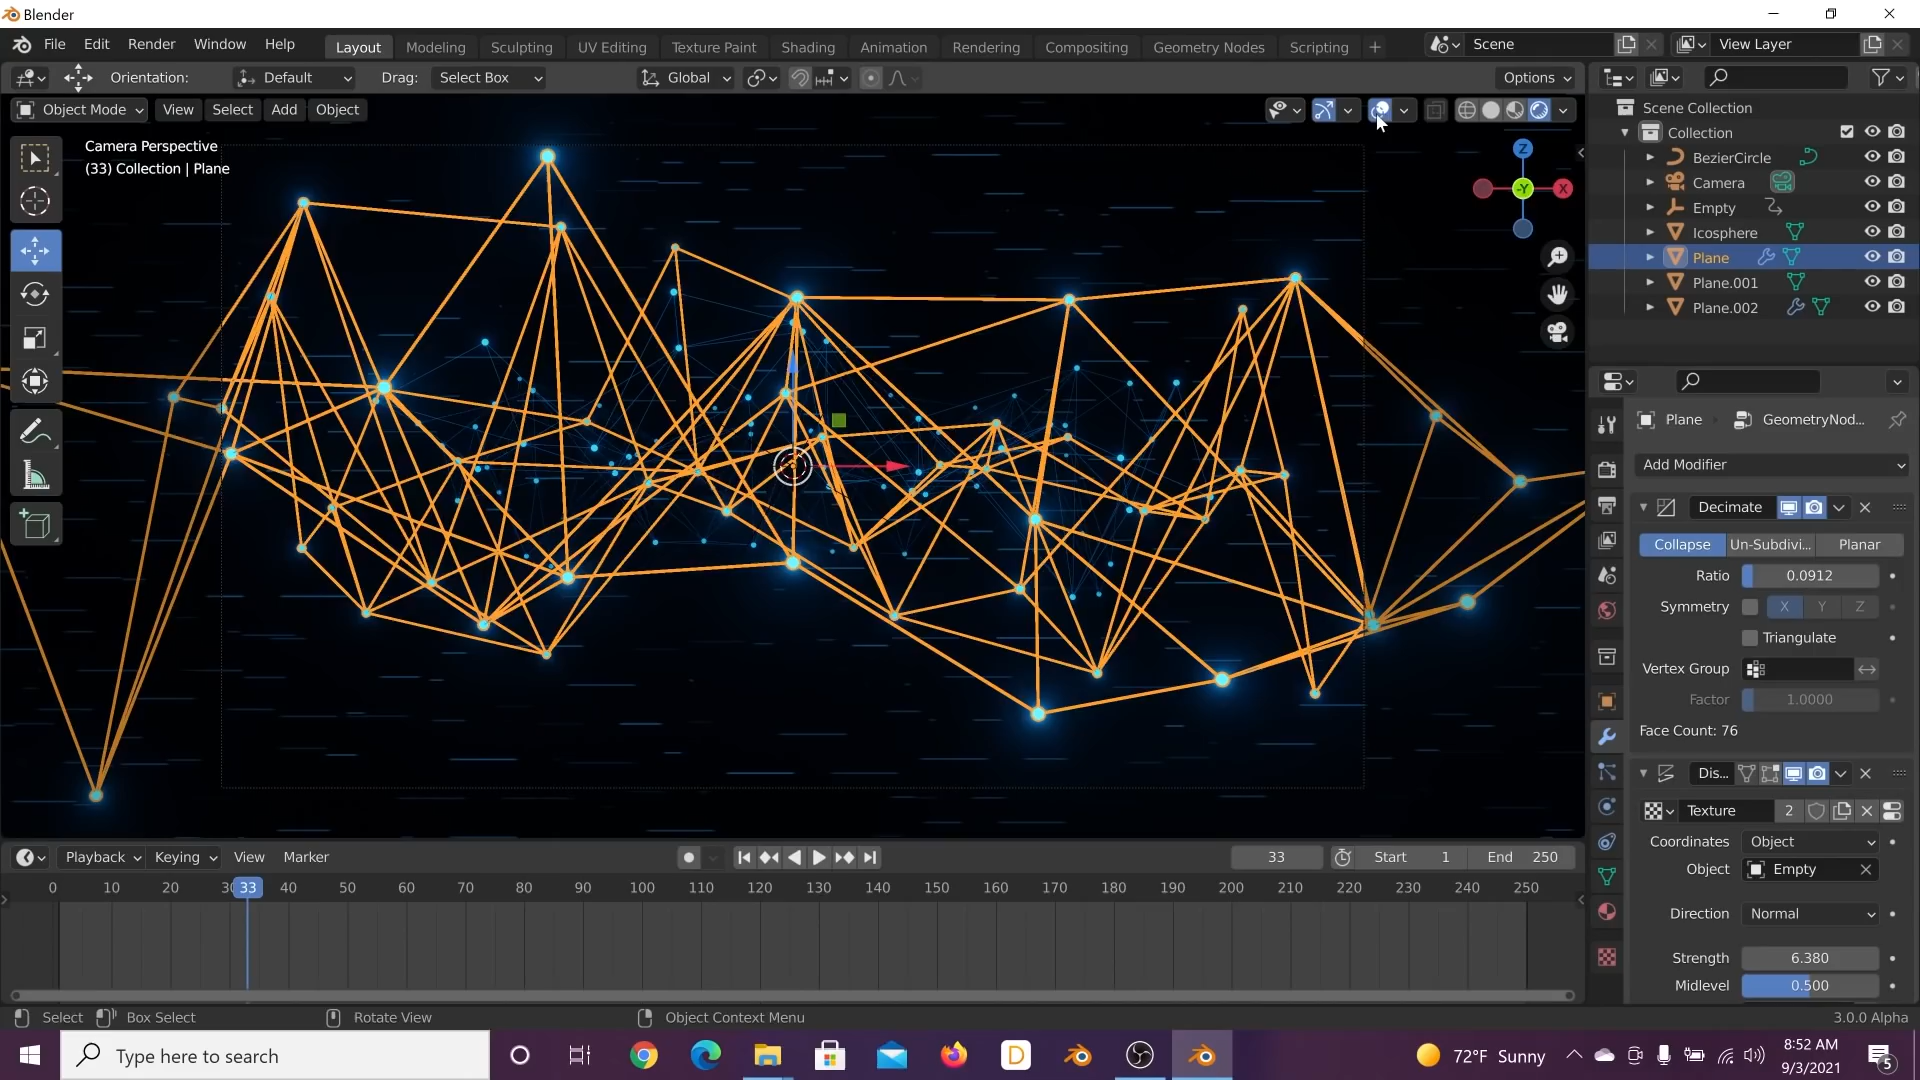 Blender
File Edit Render Window Help Layout Modeling Sculpting UV Editing Texture Paint Shading Animation Rendering Compositing Geometry Nodes Scripting + Scene View Layer
Orientation: Default Drag: Select Box Global Options
Object Mode View Select Add Object
Camera Perspective
(33) Collection | Plane
Z
-Y
X
Scene Collection
Collection
BezierCircle
Camera
Empty
Icosphere
Plane
Plane.001
Plane.002
Plane GeometryNod...
Add Modifier
Decimate
Collapse Un-Subdivi... Planar
Ratio 0.0912
Symmetry X Y Z
Triangulate
Vertex Group
Factor 1.0000
Face Count: 76
Dis...
Texture 2
Coordinates Object
Object Empty
Direction Normal
Strength 6.380
Midlevel 0.500
Playback Keying View Marker 33 Start 1 End 250
0 10 20 30 33 40 50 60 70 80 90 100 110 120 130 140 150 160 170 180 190 200 210 220 230 240 250
Select Box Select Rotate View Object Context Menu 3.0.0 Alpha
Type here to search D 72°F Sunny 8:52 AM
9/3/2021
5